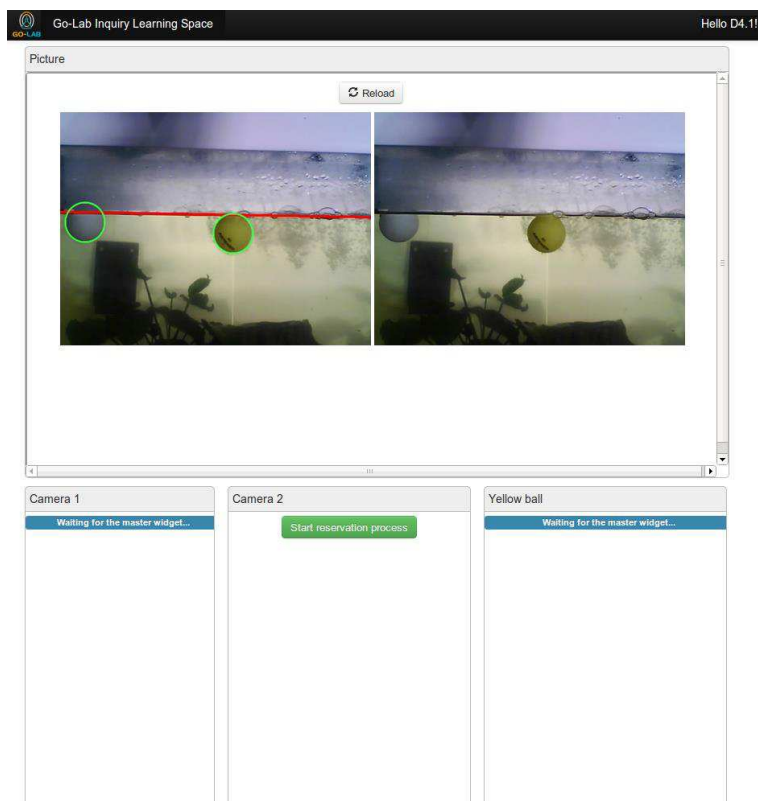 GO-LAB Go-Lab Inquiry Learning Space Hello D4.1!
Picture
Reload
Camera 1
Camera 2
Yellow ball
Waiting for the master widget...
Start reservation process
Waiting for the master widget...